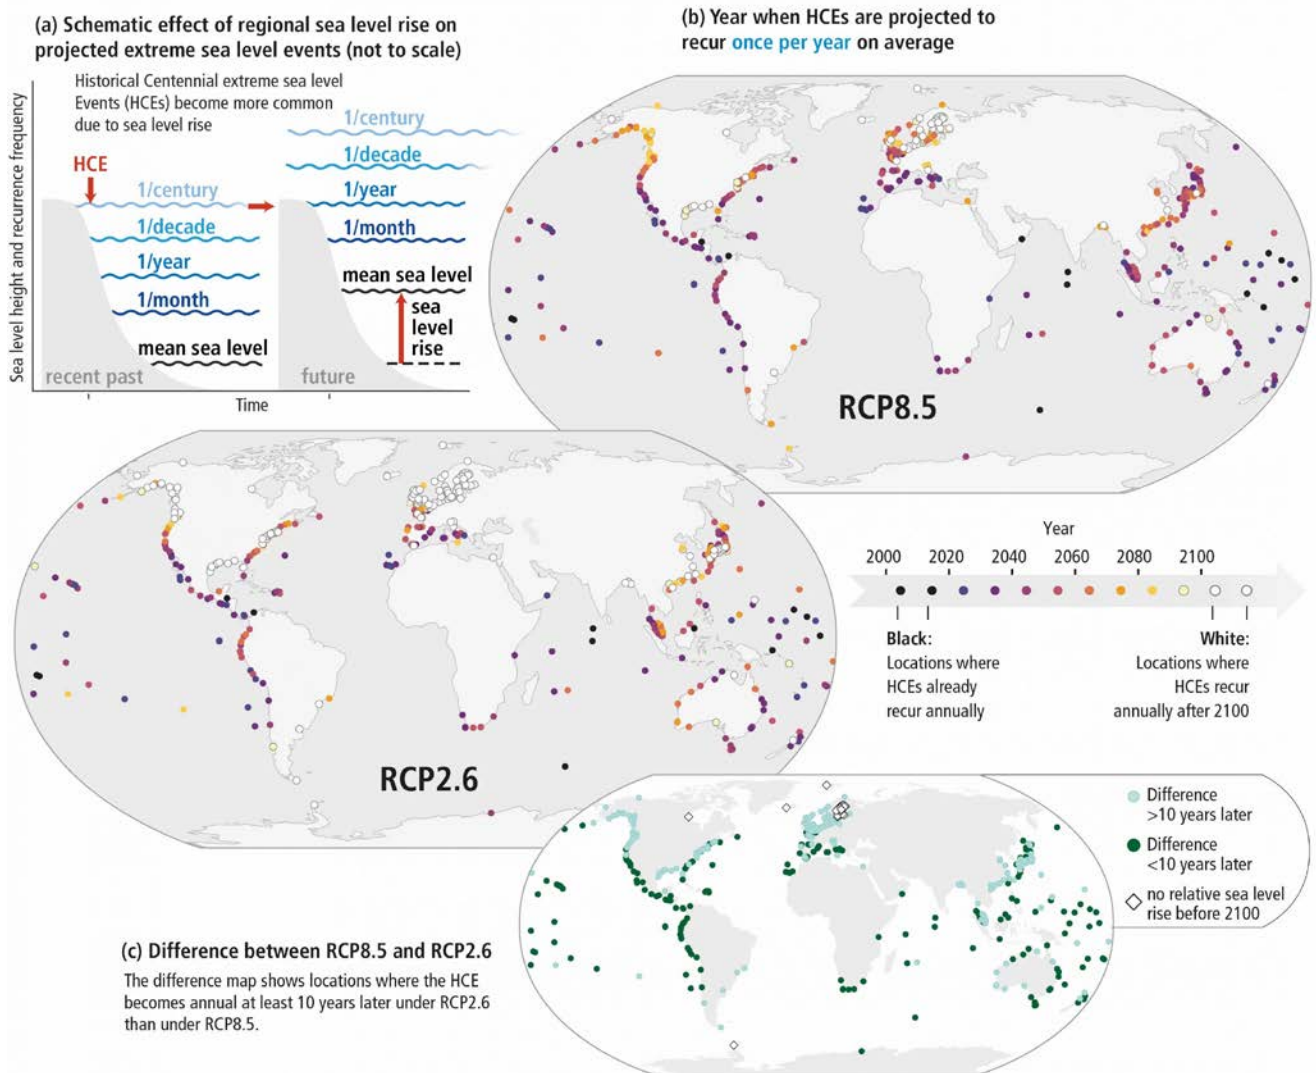 (a) Schematic effect of regional sea level rise on
projected extreme sea level events (not to scale)
Historical Centennial extreme sea level
Events (HCEs) become more common
due to sea level rise
Sea level height and recurrence frequency
HCE
1/century
1/decade
1/year
1/month
mean sea level
recent past
1/century
1/decade
1/year
1/month
mean sea level
sea
level
rise
future
Time
(b) Year when HCEs are projected to
recur once per year on average
RCP8.5
RCP2.6
Year
2000 2020 2040 2060 2080 2100
Black:
Locations where
HCEs already
recur annually
White:
Locations where
HCEs recur
annually after 2100
(c) Difference between RCP8.5 and RCP2.6
The difference map shows locations where the HCE
becomes annual at least 10 years later under RCP2.6
than under RCP8.5.
Difference
>10 years later
Difference
<10 years later
no relative sea level
rise before 2100